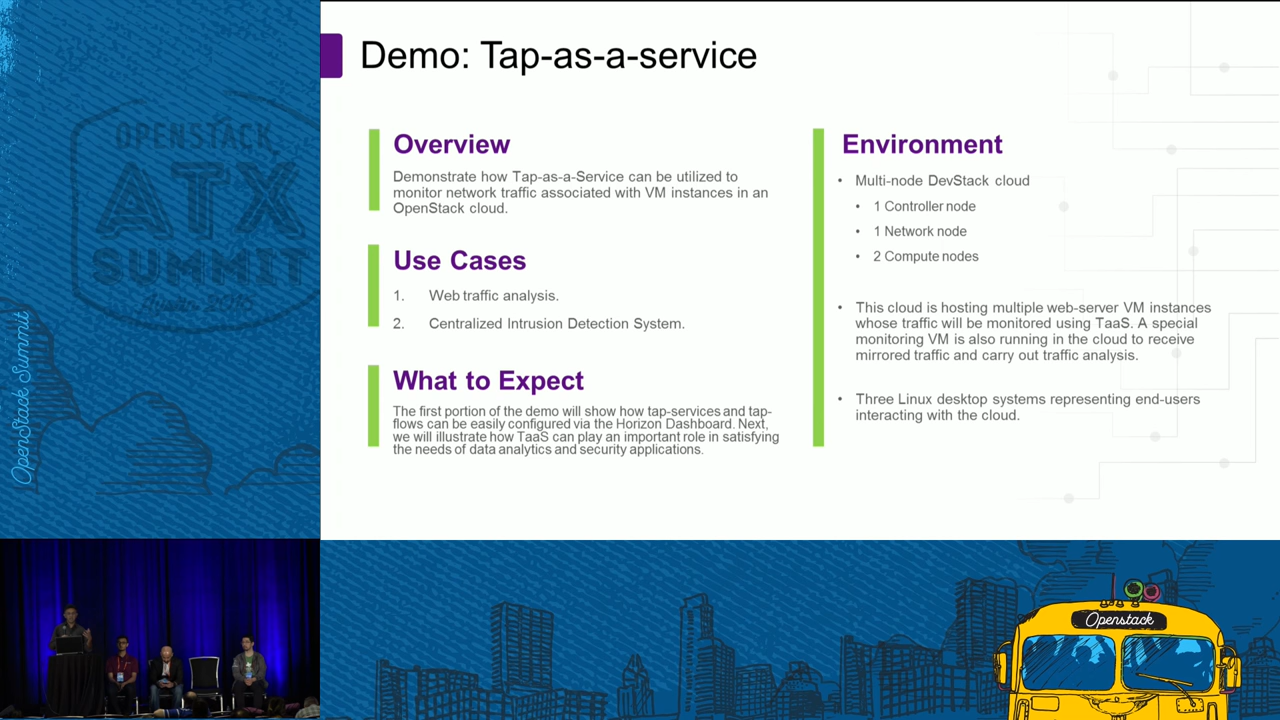 Demo: Tap-as-a-service
Overview
Demonstrate how Tap-as-a-Service can be utilized to
monitor network traffic associated with VM instances in an
OpenStack cloud.
Use Cases
1. Web traffic analysis.
2. Centralized Intrusion Detection System.
What to Expect
The first portion of the demo will show how tap-services and tap-
flows can be easily configured via the Horizon Dashboard. Next,
we will illustrate how TaaS can play an important role in satisfying
the needs of data analytics and security applications.
Environment
• Multi-node DevStack cloud
• 1 Controller node
• 1 Network node
• 2 Compute nodes
• This cloud is hosting multiple web-server VM instances
whose traffic will be monitored using TaaS. A special
monitoring VM is also running in the cloud to receive
mirrored traffic and carry out traffic analysis.
• Three Linux desktop systems representing end-users
interacting with the cloud.
OPENSTACK
ATX
SUMMIT
Austin 2016
OpenStack Summit
Openstack